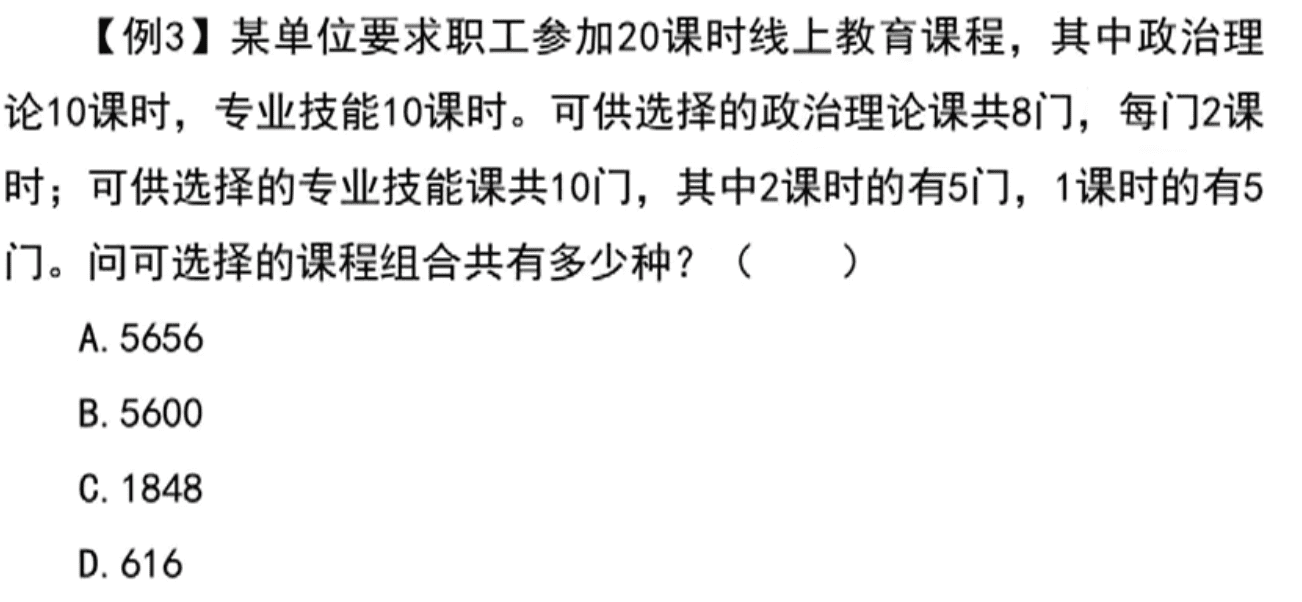 【例3】某单位要求职工参加20课时线上教育课程，其中政治理
论10课时，专业技能10课时。可供选择的政治理论课共8门，每门2课
时；可供选择的专业技能课共10门，其中2课时的有5门，1课时的有5
门。问可选择的课程组合共有多少种？（　　）
A. 5656
B. 5600
C. 1848
D. 616